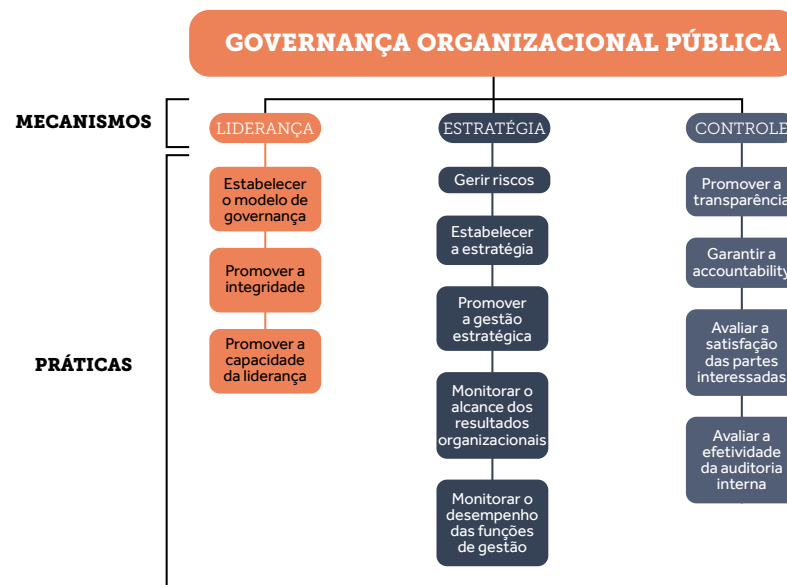 GOVERNANÇA ORGANIZACIONAL PÚBLICA
MECANISMOS
LIDERANÇA
ESTRATÉGIA
CONTROLE
PRÁTICAS
Estabelecer
o modelo de
governança
Promover a
integridade
Promover a
capacidade
da liderança
Gerir riscos
Estabelecer
a estratégia
Promover
a gestão
estratégica
Monitorar o
alcance dos
resultados
organizacionais
Monitorar o
desempenho
das funções
de gestão
Promover a
transparência
Garantir a
accountability
Avaliar a
satisfação
das partes
interessadas
Avaliar a
efetividade
da auditoria
interna